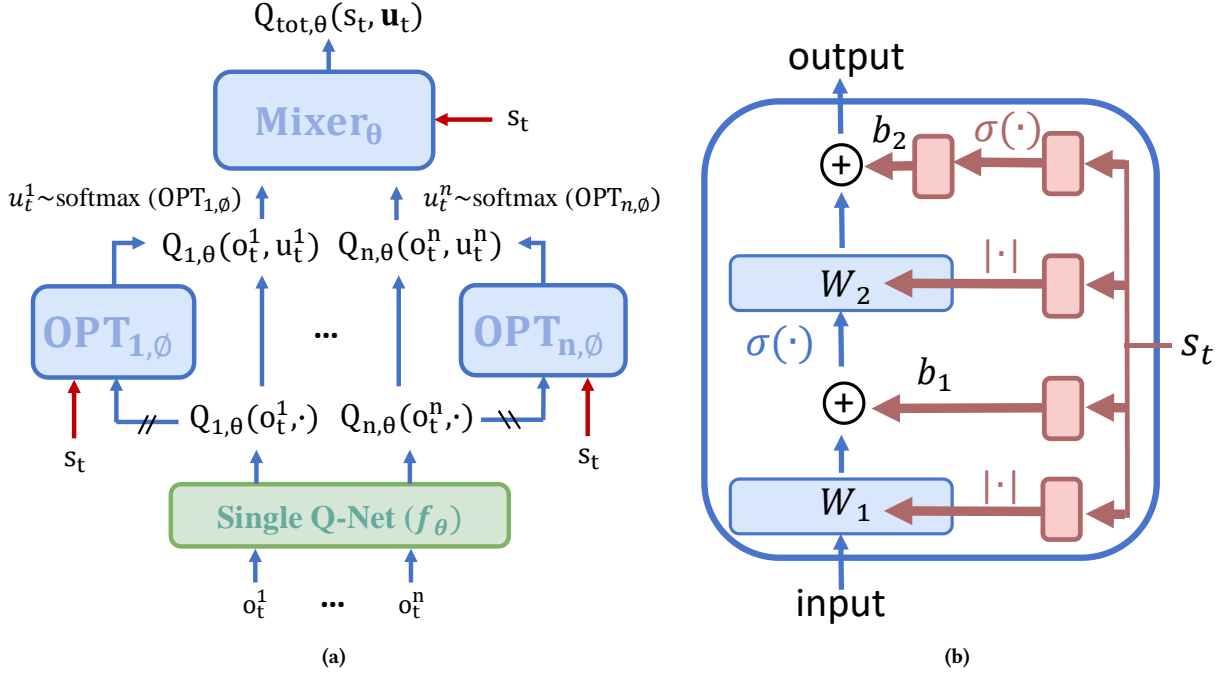 Q_tot,θ(s_t, **u**_t)
Mixer_θ
s_t
u_t^1~softmax (OPT_1,∅)
u_t^n~softmax (OPT_n,∅)
Q_1,θ(o_t^1, u_t^1)
Q_n,θ(o_t^n, u_t^n)
OPT_1,∅
...
OPT_n,∅
Q_1,θ(o_t^1,·)
Q_n,θ(o_t^n,·)
s_t
s_t
Single Q-Net (f_θ)
o_t^1
...
o_t^n
(a)
output
b_2
σ(·)
W_2
|·|
σ(·)
s_t
b_1
W_1
|·|
input
(b)